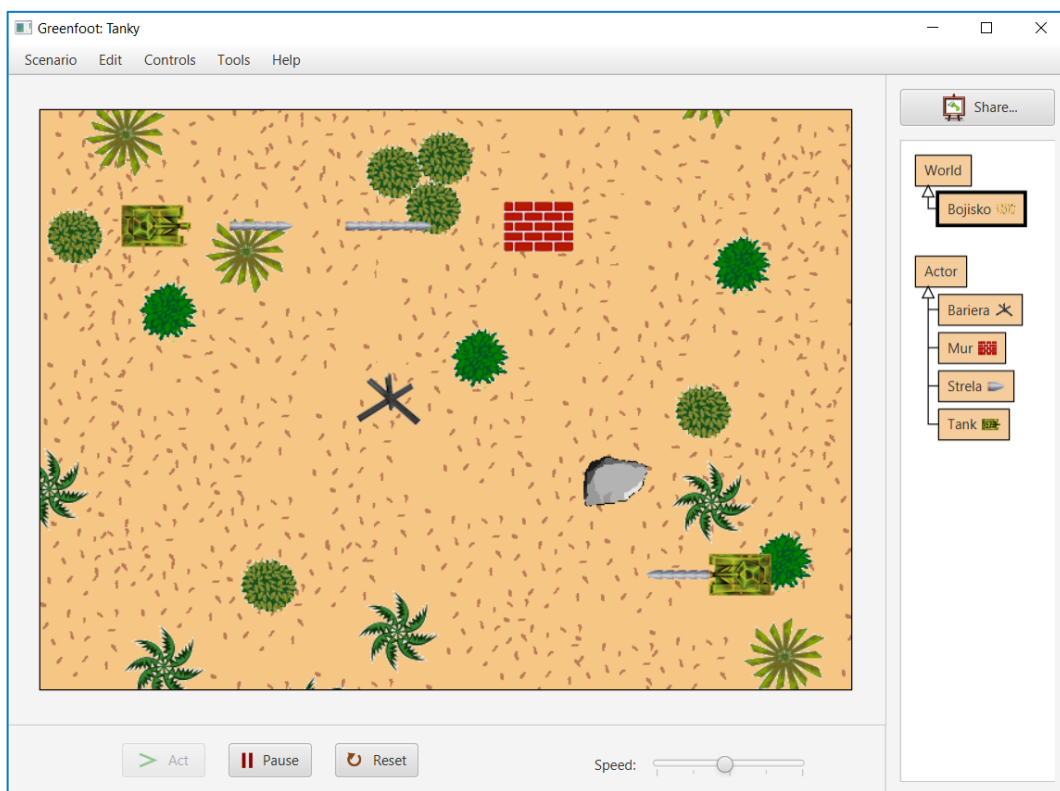 Greenfoot: Tanky
Scenario Edit Controls Tools Help
Share...
World
Bojisko
Actor
Bariera
Mur
Strela
Tank
Act Pause Reset Speed: